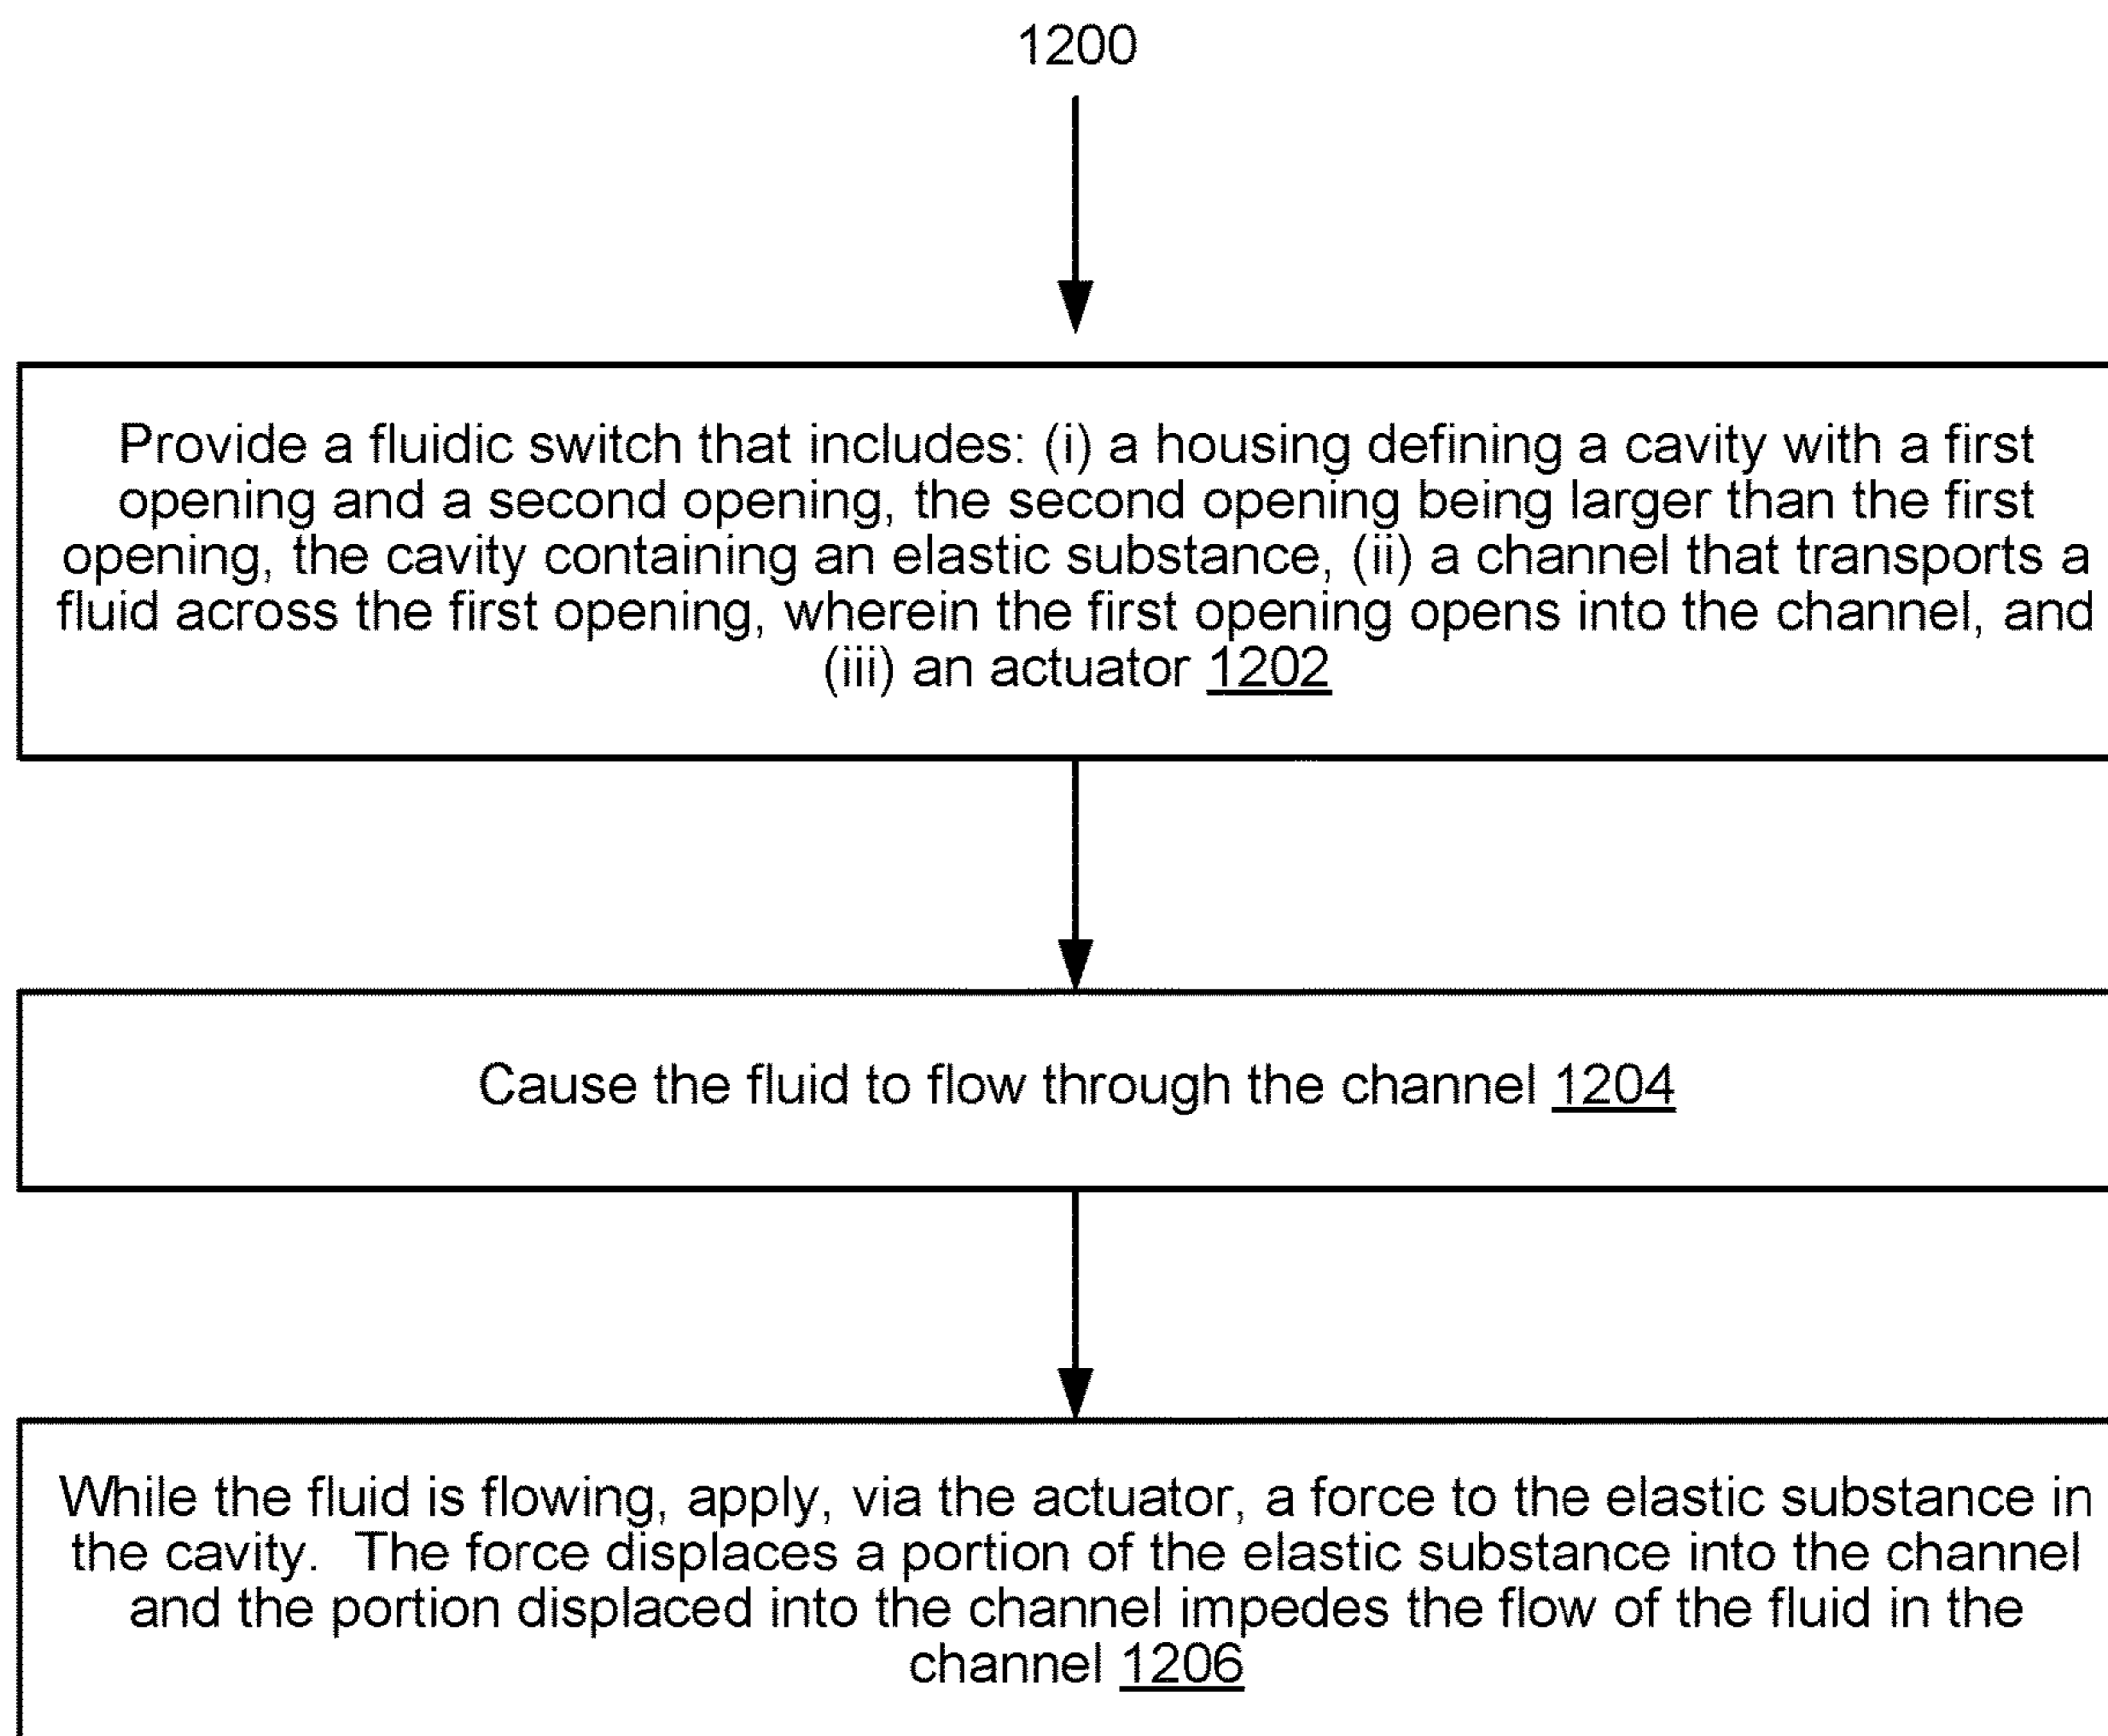 1200
Provide a fluidic switch that includes: (i) a housing defining a cavity with a first
opening and a second opening, the second opening being larger than the first
opening, the cavity containing an elastic substance, (ii) a channel that transports a
fluid across the first opening, wherein the first opening opens into the channel, and
(iii) an actuator 1202
Cause the fluid to flow through the channel 1204
While the fluid is flowing, apply, via the actuator, a force to the elastic substance in
the cavity.  The force displaces a portion of the elastic substance into the channel
and the portion displaced into the channel impedes the flow of the fluid in the
channel 1206